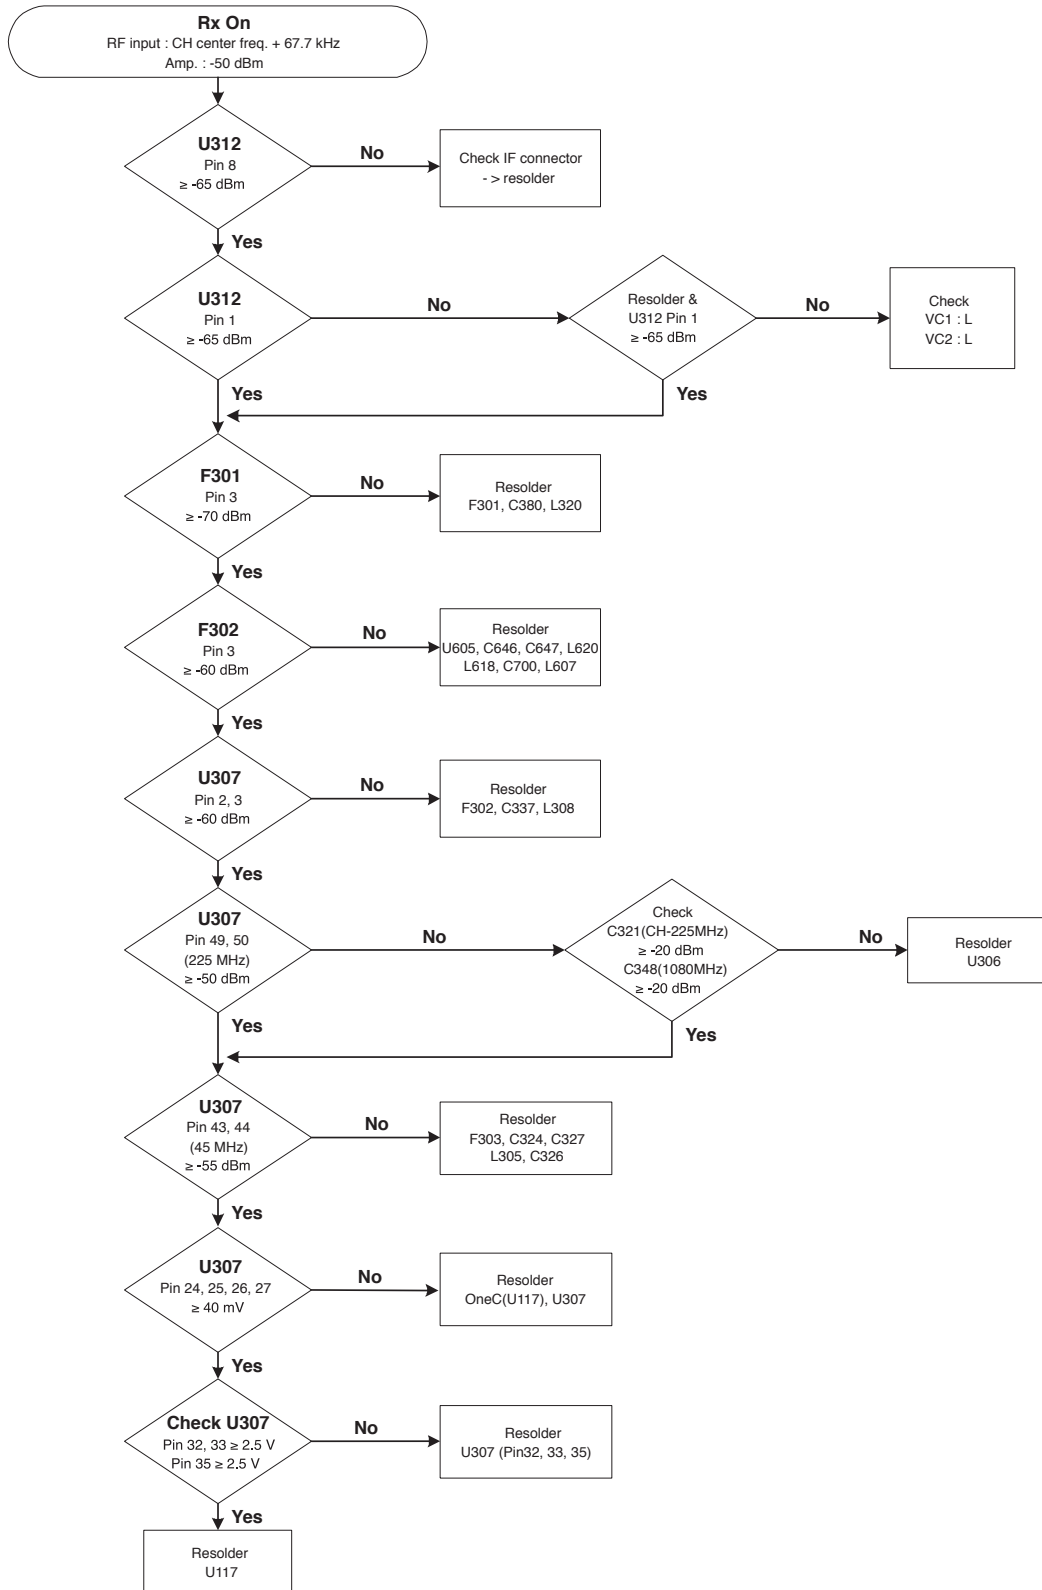 Rx On
RF input : CH center freq. + 67.7 kHz
Amp. : -50 dBm
U312
Pin 8
≥ -65 dBm
No
Check IF connector
- > resolder
Yes
U312
Pin 1
≥ -65 dBm
No
Resolder &
U312 Pin 1
≥ -65 dBm
No
Check
VC1 : L
VC2 : L
Yes
Yes
F301
Pin 3
≥ -70 dBm
No
Resolder
F301, C380, L320
Yes
F302
Pin 3
≥ -60 dBm
No
Resolder
U605, C646, C647, L620
L618, C700, L607
Yes
U307
Pin 2, 3
≥ -60 dBm
No
Resolder
F302, C337, L308
Yes
U307
Pin 49, 50
(225 MHz)
≥ -50 dBm
No
Check
C321(CH-225MHz)
≥ -20 dBm
C348(1080MHz)
≥ -20 dBm
No
Resolder
U306
Yes
Yes
U307
Pin 43, 44
(45 MHz)
≥ -55 dBm
No
Resolder
F303, C324, C327
L305, C326
Yes
U307
Pin 24, 25, 26, 27
≥ 40 mV
No
Resolder
OneC(U117), U307
Yes
Check U307
Pin 32, 33 ≥ 2.5 V
Pin 35 ≥ 2.5 V
No
Resolder
U307 (Pin32, 33, 35)
Yes
Resolder
U117